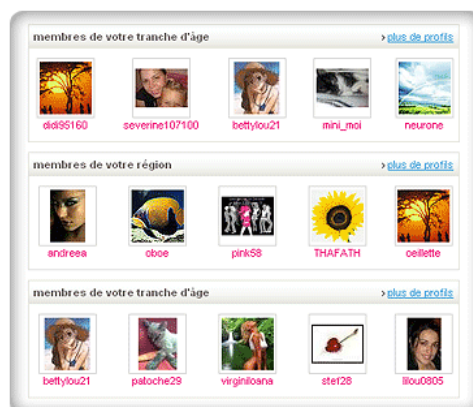 membres de votre tranche d'âge > plus de profils
didi95160 severine107100 bettylou21 mini_moi neurone
membres de votre région > plus de profils
andreea oboe pink58 THAFATH oeillette
membres de votre tranche d'âge > plus de profils
bettylou21 patoche29 virginiloana ste128 lilou0805